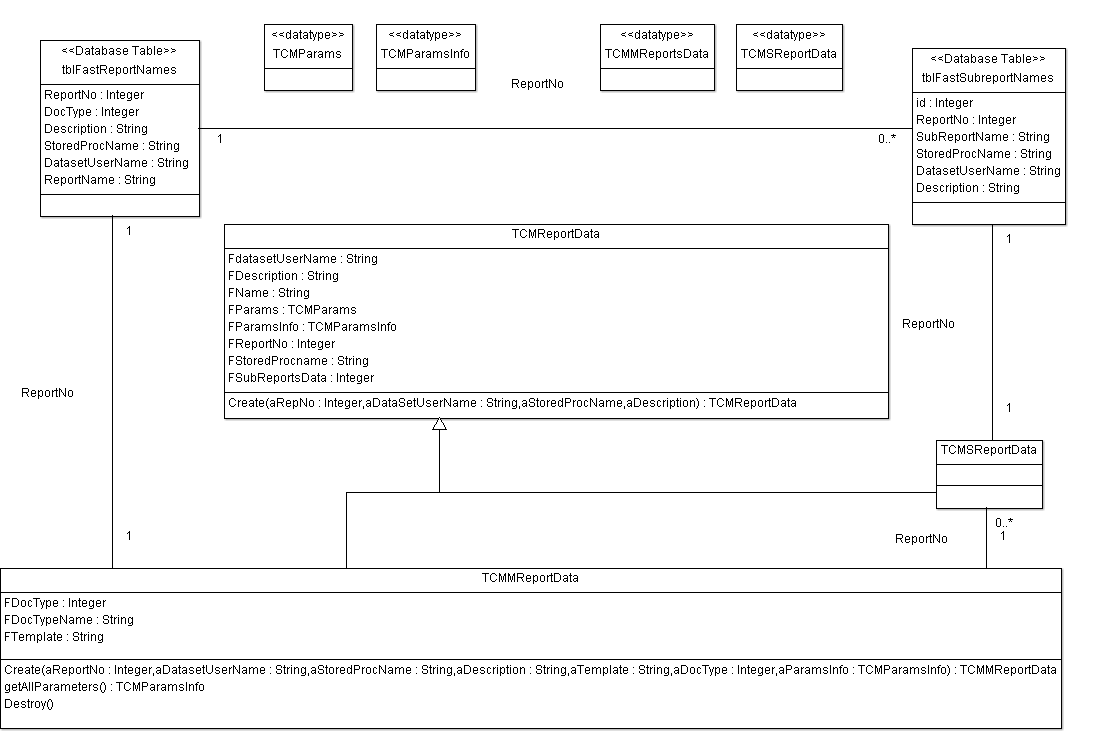 <<Database Table>>
tblFastReportNames
ReportNo : Integer
DocType : Integer
Description : String
StoredProcName : String
DatasetUserName : String
ReportName : String
<<datatype>>
TCMParams
<<datatype>>
TCMParamsInfo
ReportNo
<<datatype>>
TCMMReportsData
<<datatype>>
TCMSReportData
<<Database Table>>
tblFastSubreportNames
id : Integer
ReportNo : Integer
SubReportName : String
StoredProcName : String
DatasetUserName : String
Description : String
1
0..*
1
1
TCMReportData
FdatasetUserName : String
FDescription : String
FName : String
FParams : TCMParams
FParamsInfo : TCMParamsInfo
FReportNo : Integer
FStoredProcname : String
FSubReportsData : Integer
Create(aRepNo : Integer,aDataSetUserName : String,aStoredProcName,aDescription) : TCMReportData
ReportNo
ReportNo
1
TCMSReportData
0..*
1
ReportNo
1
TCMMReportData
FDocType : Integer
FDocTypeName : String
FTemplate : String
Create(aReportNo : Integer,aDatasetUserName : String,aStoredProcName : String,aDescription : String,aTemplate : String,aDocType : Integer,aParamsInfo : TCMParamsInfo) : TCMMReportData
getAllParameters() : TCMParamsInfo
Destroy()